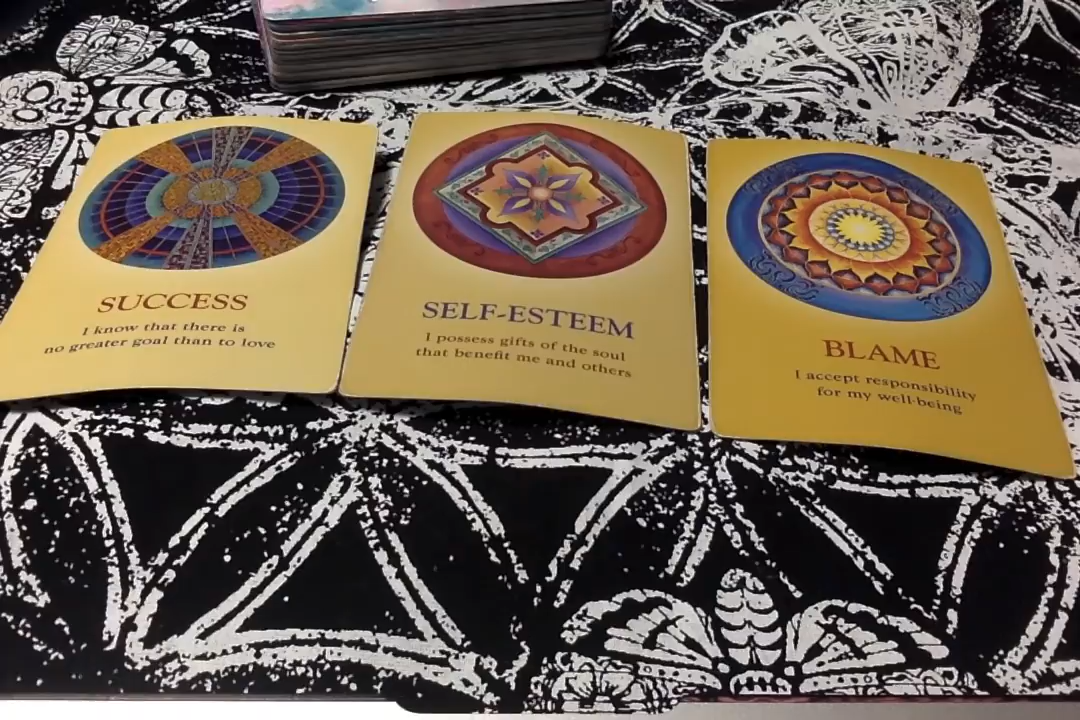 SUCCESS
I know that there is
no greater goal than to love
SELF-ESTEEM
I possess gifts of the soul
that benefit me and others
BLAME
I accept responsibility
for my well-being